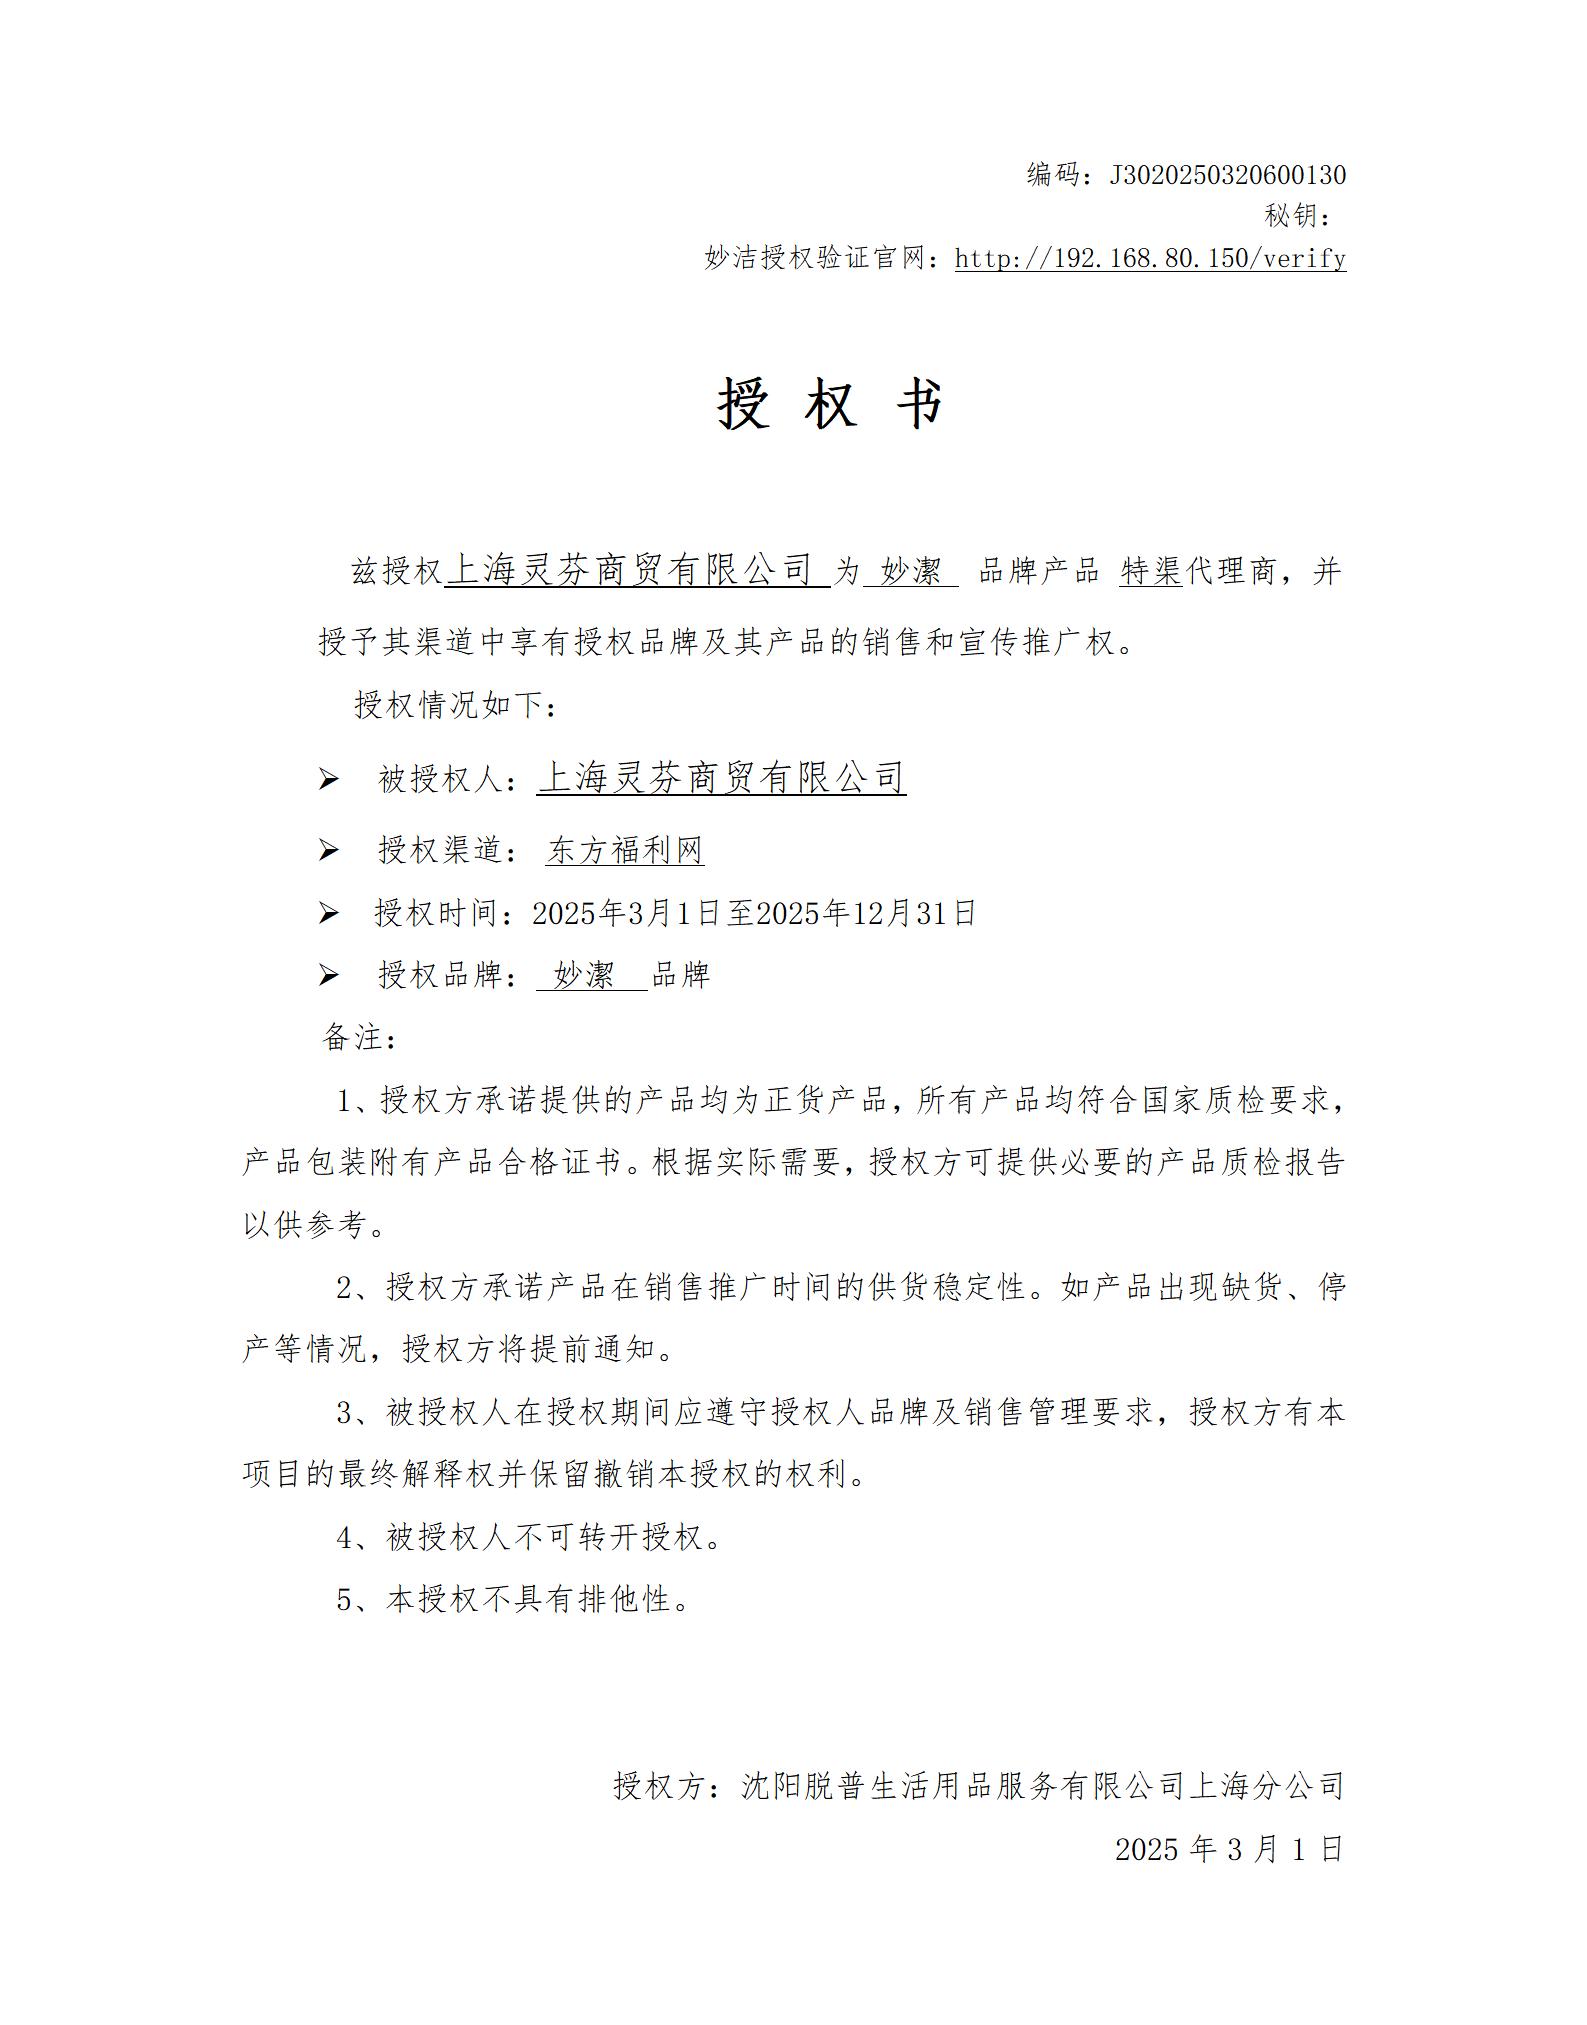 编码：J3020250320600130
秘钥：
妙洁授权验证官网：http://192.168.80.150/verify
授 权 书
兹授权上海灵芬商贸有限公司 为 妙潔 品牌产品 特渠代理商，并
授予其渠道中享有授权品牌及其产品的销售和宣传推广权。
授权情况如下：
➢ 被授权人：上海灵芬商贸有限公司
➢ 授权渠道： 东方福利网
➢ 授权时间：2025年3月1日至2025年12月31日
➢ 授权品牌： 妙潔 品牌
备注：
1、授权方承诺提供的产品均为正货产品，所有产品均符合国家质检要求，
产品包装附有产品合格证书。根据实际需要，授权方可提供必要的产品质检报告
以供参考。
2、授权方承诺产品在销售推广时间的供货稳定性。如产品出现缺货、停
产等情况，授权方将提前通知。
3、被授权人在授权期间应遵守授权人品牌及销售管理要求，授权方有本
项目的最终解释权并保留撤销本授权的权利。
4、被授权人不可转开授权。
5、本授权不具有排他性。
授权方：沈阳脱普生活用品服务有限公司上海分公司
2025 年 3 月 1 日